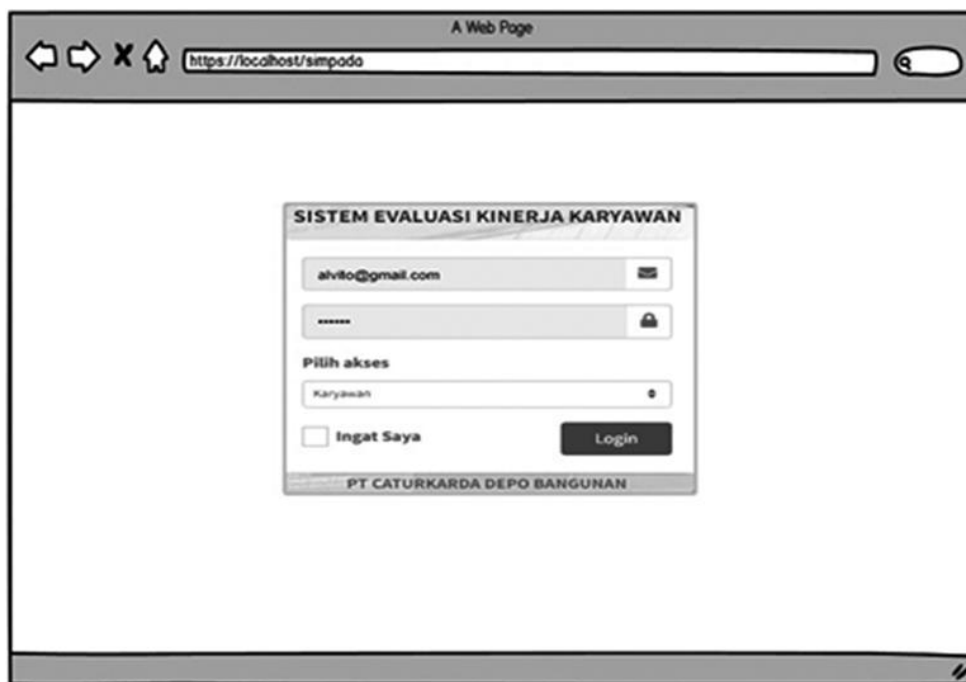 A Web Page
https://localhost/simpada
SISTEM EVALUASI KINERJA KARYAWAN
alvito@gmail.com
••••••
Pilih akses
Karyawan
Ingat Saya
Login
PT CATURKARDA DEPO BANGUNAN